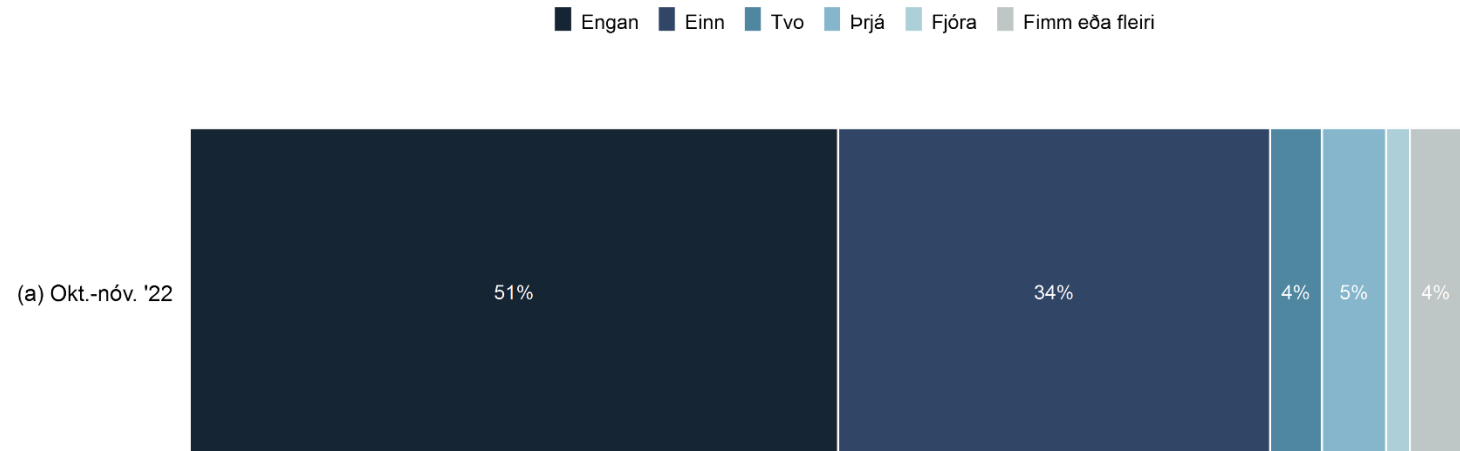 Engan Einn Tvo Þrjá Fjóra Fimm eða fleiri
(a) Okt.-nóv. '22 51% 34% 4% 5% 4%